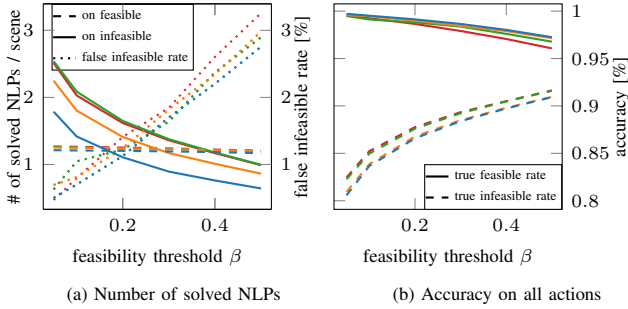 # of solved NLPs / scene
3
2
1
on feasible
on infeasible
false infeasible rate
3
2
1
false infeasible rate [%]
0.2
0.4
feasibility threshold β
(a) Number of solved NLPs
true feasible rate
true infeasible rate
1
0.95
0.9
0.85
0.8
accuracy [%]
0.2
0.4
feasibility threshold β
(b) Accuracy on all actions